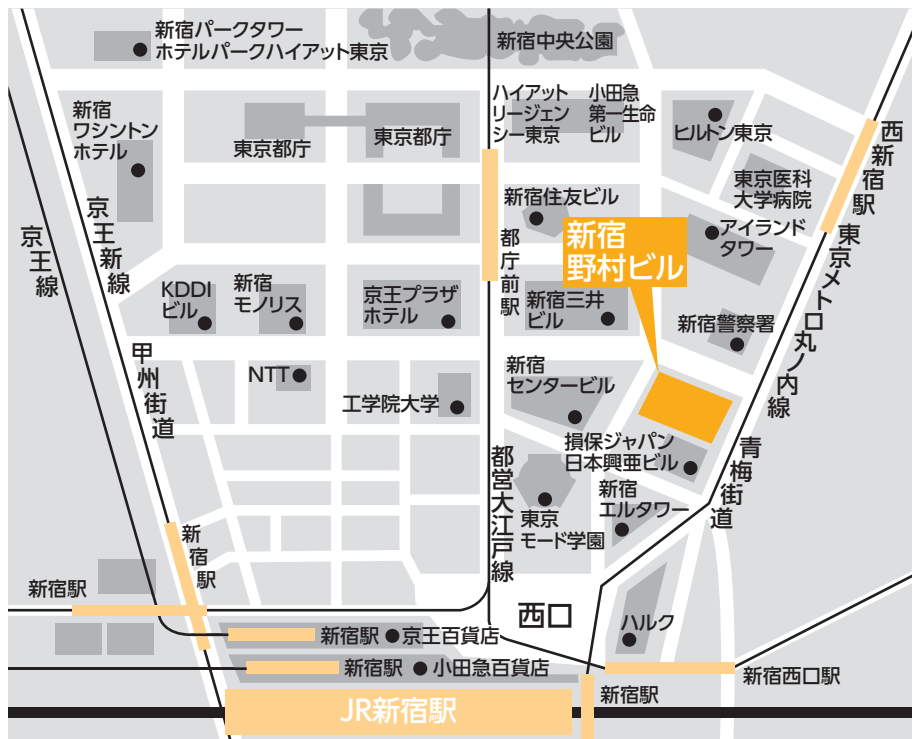 新宿パークタワー
ホテルパークハイアット東京
新宿中央公園
新宿
ワシントン
ホテル
東京都庁
東京都庁
ハイアット
リージェン
シー東京
小田急
第一生命
ビル
ヒルトン東京
東京医科
大学病院
西新宿駅
新宿住友ビル
アイランド
タワー
新宿
野村ビル
都庁前駅
京王線
京王新線
KDDI
ビル
新宿
モノリス
京王プラザ
ホテル
新宿三井
ビル
新宿警察署
東京メトロ丸ノ内線
甲州街道
NTT
工学院大学
新宿
センタービル
損保ジャパン
日本興亜ビル
青梅街道
都営大江戸線
新宿
エルタワー
東京
モード学園
新宿駅
新宿駅
西口
ハルク
新宿駅
京王百貨店
新宿駅
小田急百貨店
新宿西口駅
新宿駅
JR新宿駅